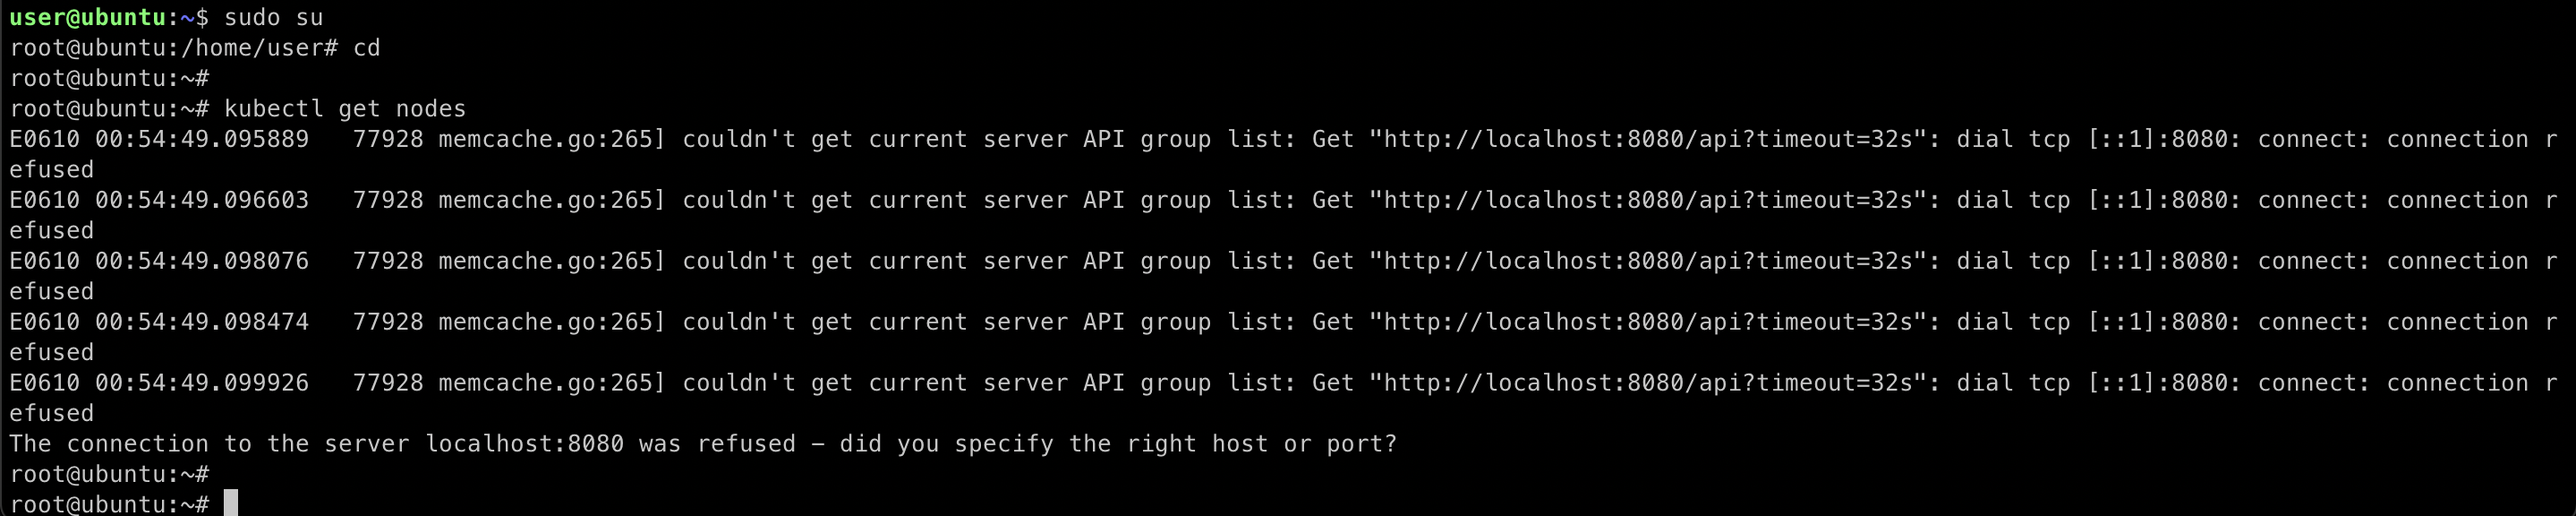 user@ubuntu:~$ sudo su
root@ubuntu:/home/user# cd
root@ubuntu:~#
root@ubuntu:~# kubectl get nodes
E0610 00:54:49.095889   77928 memcache.go:265] couldn't get current server API group list: Get "http://localhost:8080/api?timeout=32s": dial tcp [::1]:8080: connect: connection r
efused
E0610 00:54:49.096603   77928 memcache.go:265] couldn't get current server API group list: Get "http://localhost:8080/api?timeout=32s": dial tcp [::1]:8080: connect: connection r
efused
E0610 00:54:49.098076   77928 memcache.go:265] couldn't get current server API group list: Get "http://localhost:8080/api?timeout=32s": dial tcp [::1]:8080: connect: connection r
efused
E0610 00:54:49.098474   77928 memcache.go:265] couldn't get current server API group list: Get "http://localhost:8080/api?timeout=32s": dial tcp [::1]:8080: connect: connection r
efused
E0610 00:54:49.099926   77928 memcache.go:265] couldn't get current server API group list: Get "http://localhost:8080/api?timeout=32s": dial tcp [::1]:8080: connect: connection r
efused
The connection to the server localhost:8080 was refused - did you specify the right host or port?
root@ubuntu:~#
root@ubuntu:~#